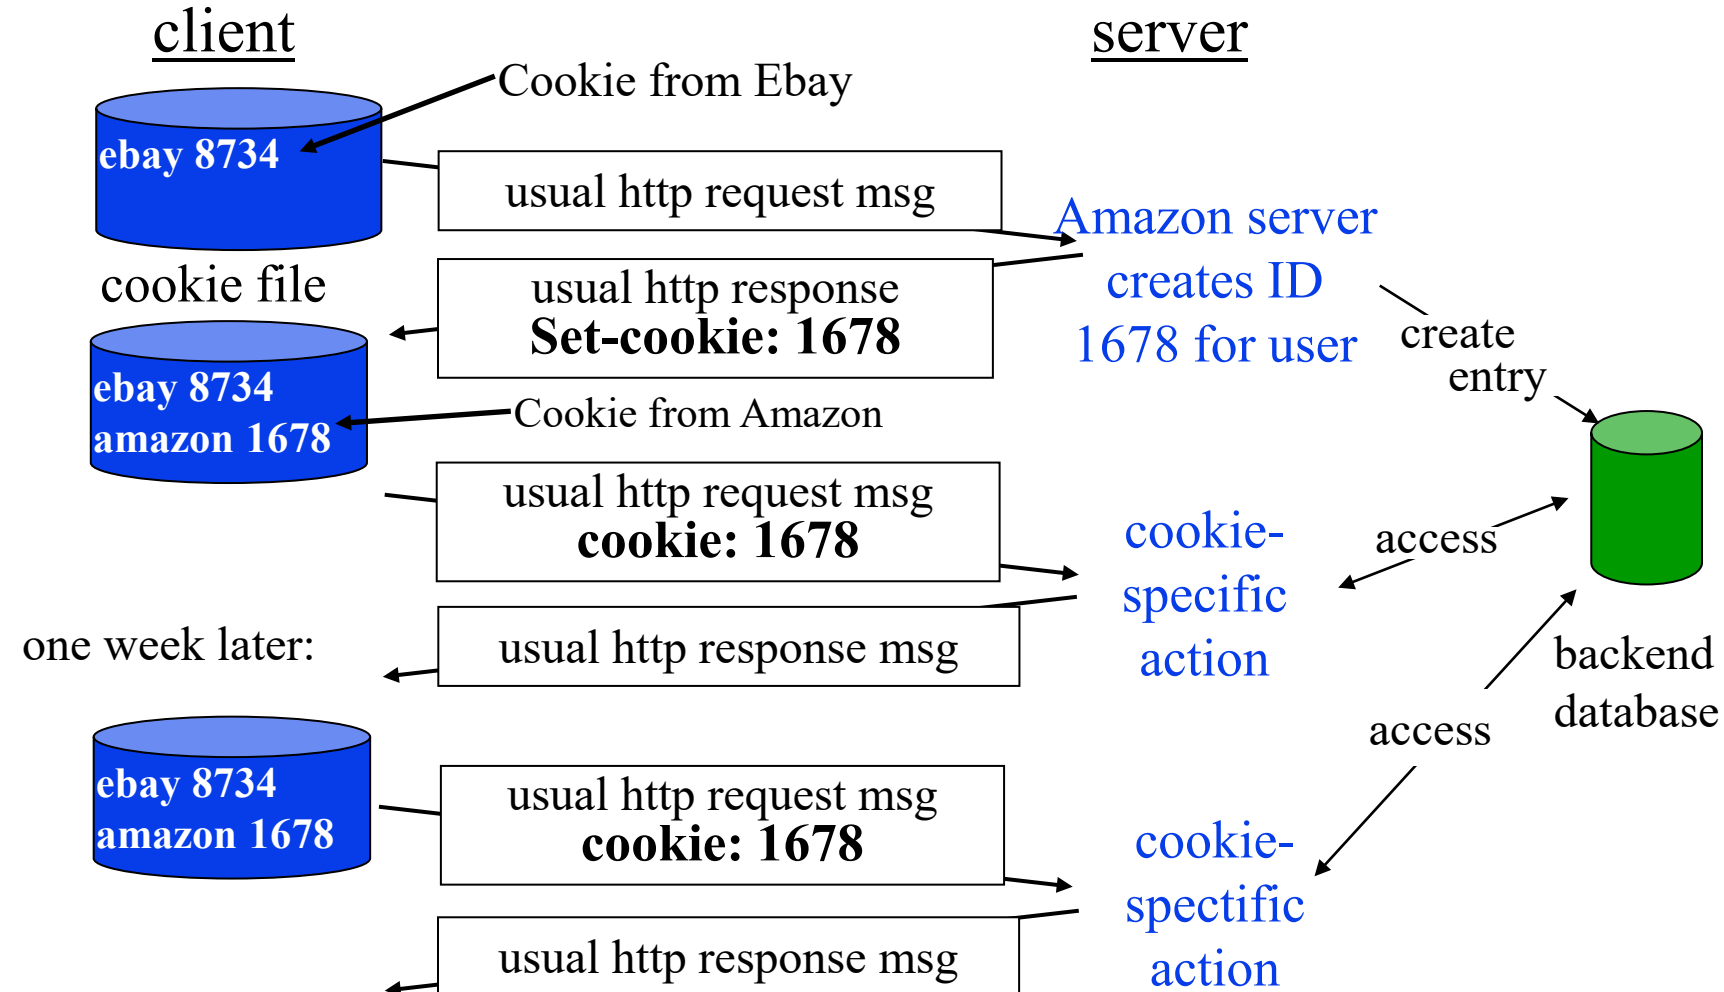 client
server
Cookie from Ebay
ebay 8734
usual http request msg
Amazon server
creates ID
1678 for user
cookie file
usual http response
Set-cookie: 1678
create
entry
ebay 8734
amazon 1678
Cookie from Amazon
usual http request msg
cookie: 1678
cookie-
specific
action
access
one week later:
usual http response msg
backend
database
access
ebay 8734
amazon 1678
usual http request msg
cookie: 1678
cookie-
spectific
action
usual http response msg